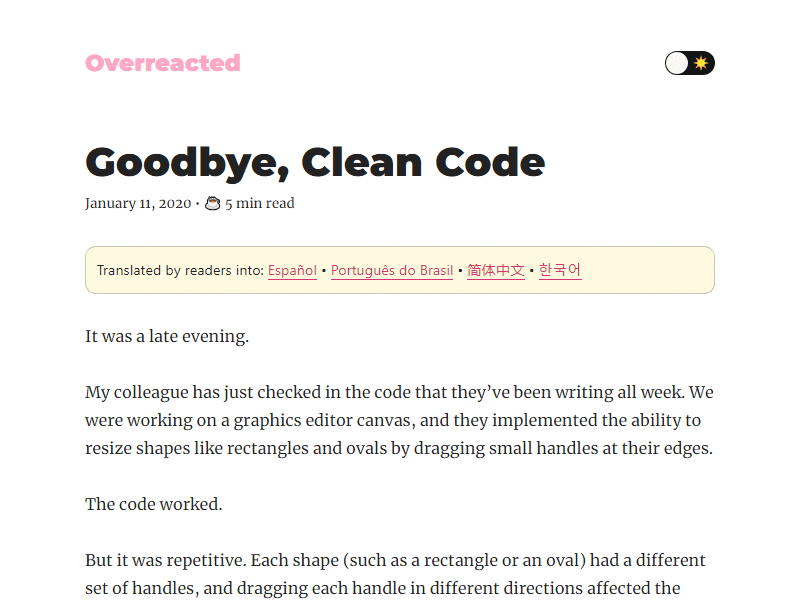 Overreacted
Goodbye, Clean Code
January 11, 2020 • ☕ 5 min read
Translated by readers into: Español • Português do Brasil • 简体中文 • 한국어
It was a late evening.
My colleague has just checked in the code that they’ve been writing all week. We
were working on a graphics editor canvas, and they implemented the ability to
resize shapes like rectangles and ovals by dragging small handles at their edges.
The code worked.
But it was repetitive. Each shape (such as a rectangle or an oval) had a different
set of handles, and dragging each handle in different directions affected the